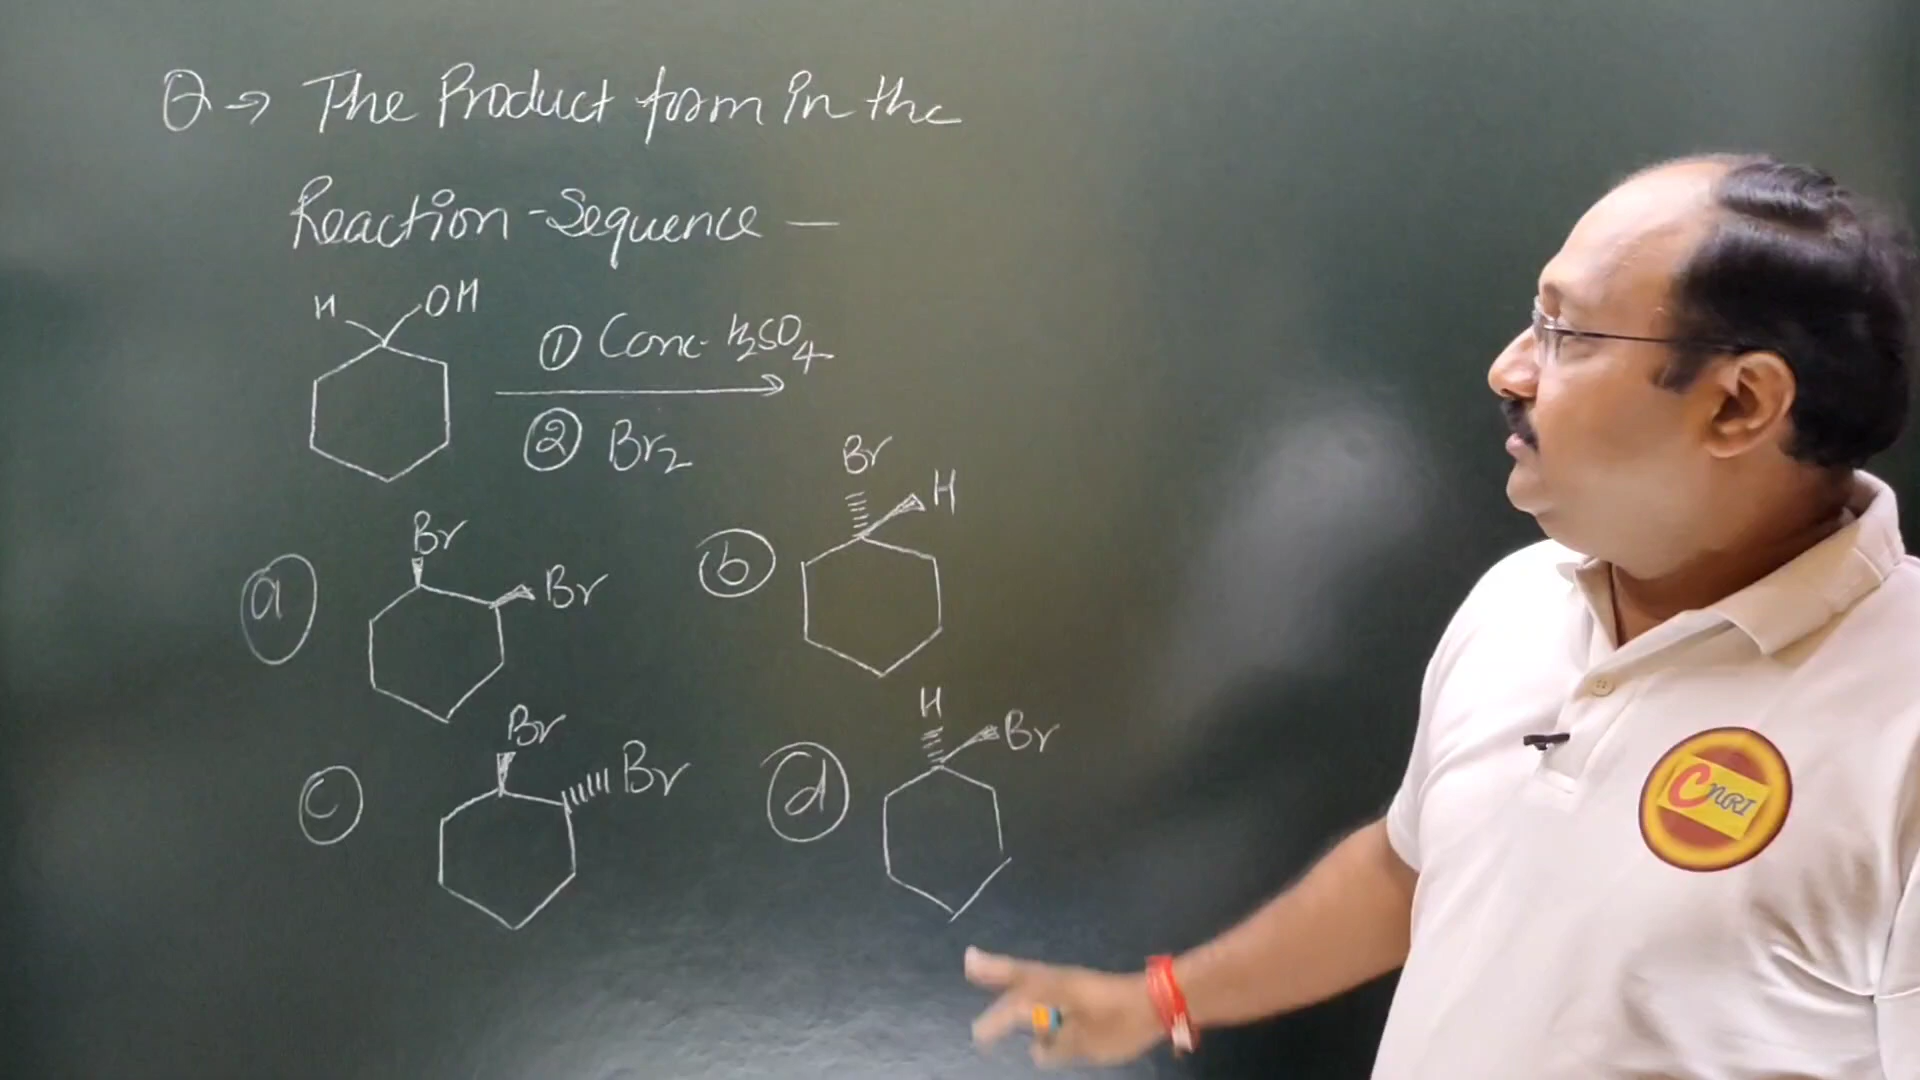 Q → The Product form in the
Reaction-Sequence —
H OH
① Conc. H₂SO₄
② Br₂
Br
H
ⓐ Br Br
ⓑ
H
ⓒ Br Br
ⓓ Br
CNRI